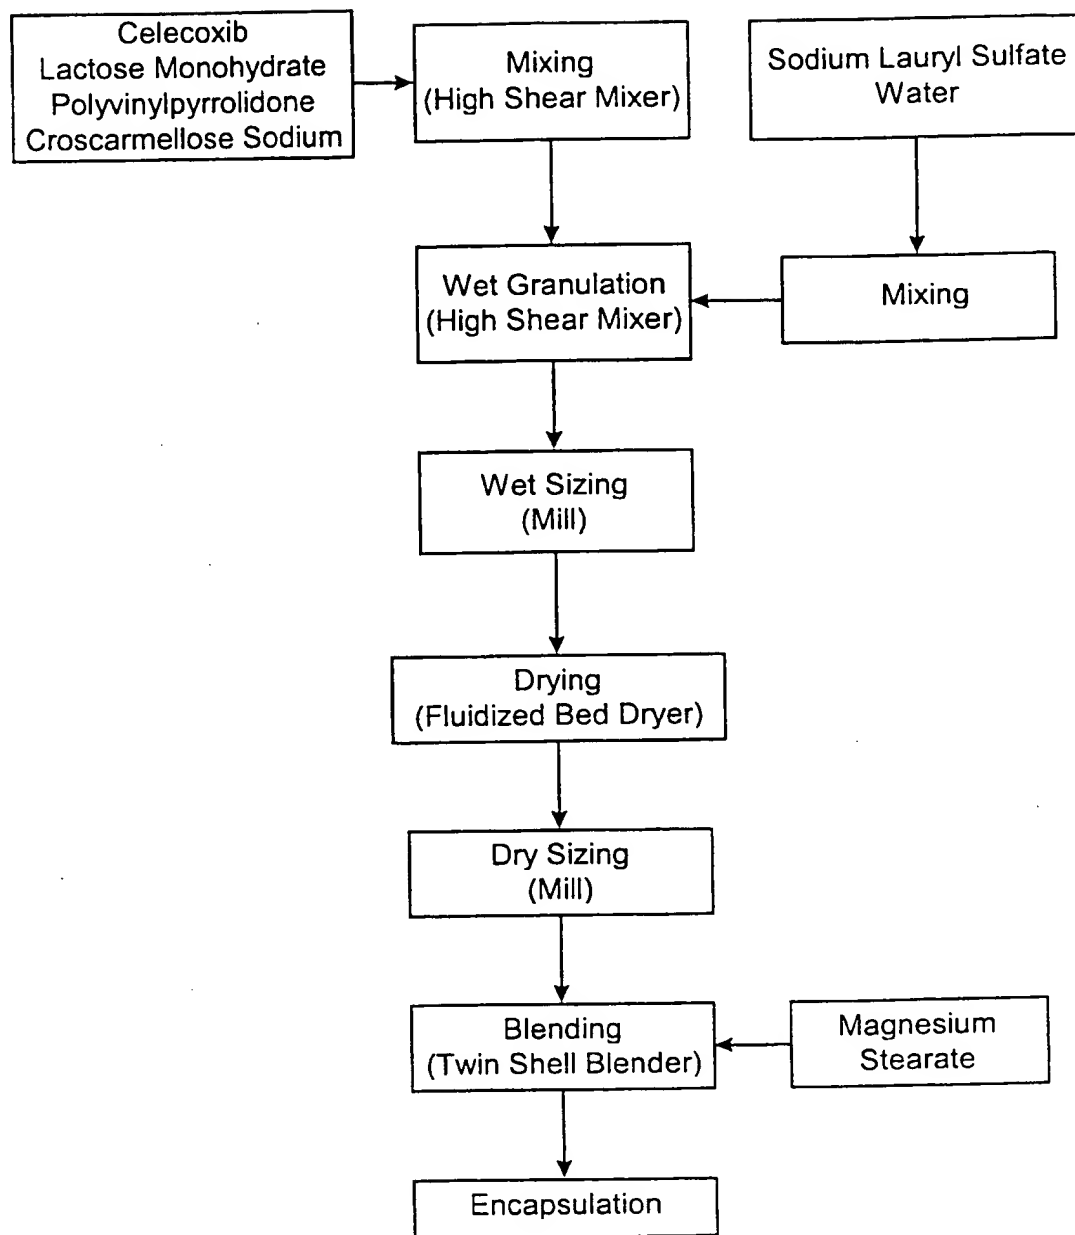 Celecoxib
Lactose Monohydrate
Polyvinylpyrrolidone
Croscarmellose Sodium
Mixing
(High Shear Mixer)
Sodium Lauryl Sulfate
Water
Wet Granulation
(High Shear Mixer)
Mixing
Wet Sizing
(Mill)
Drying
(Fluidized Bed Dryer)
Dry Sizing
(Mill)
Blending
(Twin Shell Blender)
Magnesium
Stearate
Encapsulation